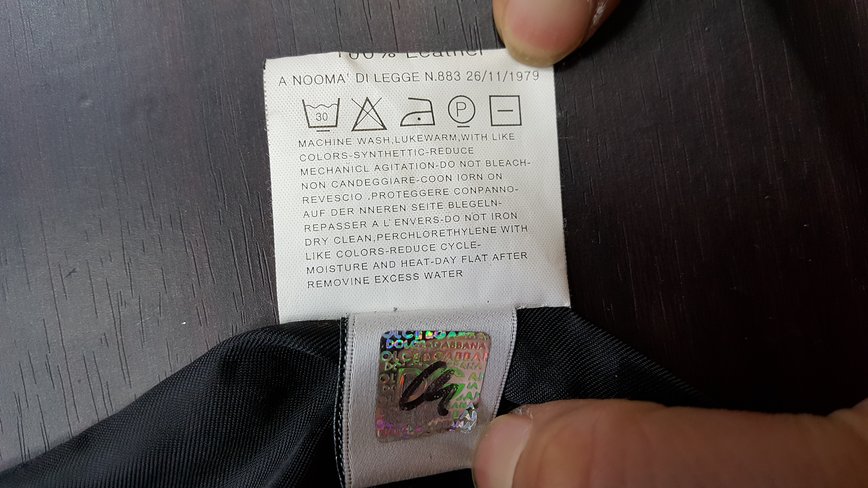 100% Leather
A NOOMA' DI LEGGE N.883 26/11/1979
30 P
MACHINE WASH,LUKEWARM,WITH LIKE
COLORS-SYNTHETTIC-REDUCE
MECHANICL AGITATION-DO NOT BLEACH-
NON CANDEGGIARE-COON IORN ON
REVESCIO ,PROTEGGERE CONPANNO-
AUF DER NNEREN SEITE BLEGELN-
REPASSER A L' ENVERS-DO NOT IRON
DRY CLEAN,PERCHLORETHYLENE WITH
LIKE COLORS-REDUCE CYCLE-
MOISTURE AND HEAT-DAY FLAT AFTER
REMOVINE EXCESS WATER
DOLCE&GABBANA